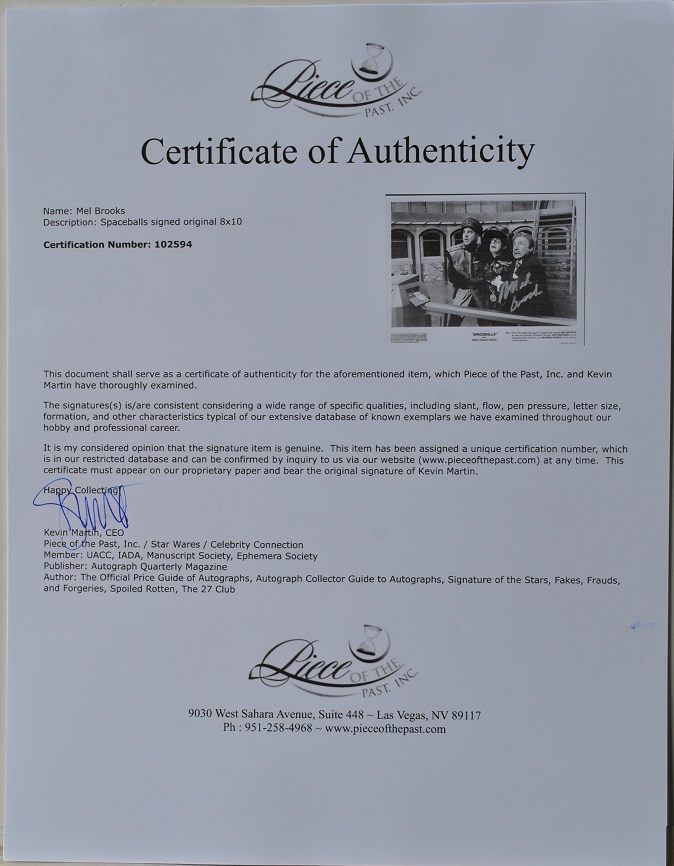 Piece OF THE
PAST, INC.
Certificate of Authenticity
Name: Mel Brooks
Description: Spaceballs signed original 8x10
Certification Number: 102594
Mel
Brooks
"SPACEBALLS"
This document shall serve as a certificate of authenticity for the aforementioned item, which Piece of the Past, Inc. and Kevin
Martin have thoroughly examined.
The signatures(s) is/are consistent considering a wide range of specific qualities, including slant, flow, pen pressure, letter size,
formation, and other characteristics typical of our extensive database of known exemplars we have examined throughout our
hobby and professional career.
It is my considered opinion that the signature item is genuine. This item has been assigned a unique certification number, which
is in our restricted database and can be confirmed by inquiry to us via our website (www.pieceofthepast.com) at any time. This
certificate must appear on our proprietary paper and bear the original signature of Kevin Martin.
Happy Collecting!
Kevin Martin, CEO
Piece of the Past, Inc. / Star Wares / Celebrity Connection
Member: UACC, IADA, Manuscript Society, Ephemera Society
Publisher: Autograph Quarterly Magazine
Author: The Official Price Guide of Autographs, Autograph Collector Guide to Autographs, Signature of the Stars, Fakes, Frauds,
and Forgeries, Spoiled Rotten, The 27 Club
Piece OF THE
PAST, INC.
9030 West Sahara Avenue, Suite 448 ~ Las Vegas, NV 89117
Ph : 951-258-4968 ~ www.pieceofthepast.com